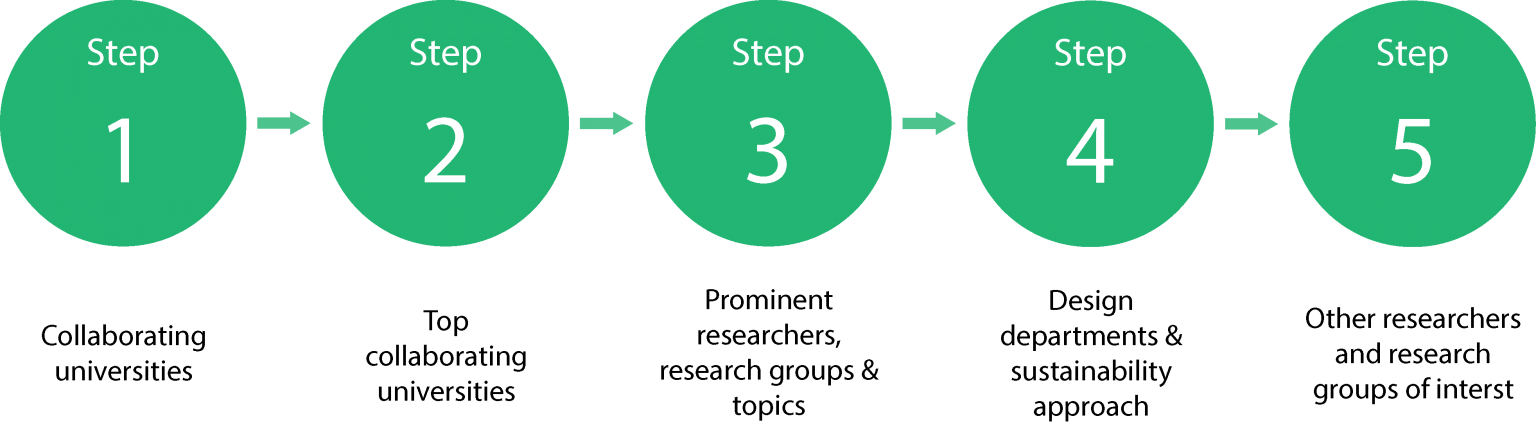 Step
1
Step
2
Step
3
Step
4
Step
5
Collaborating
universities
Top
collaborating
universities
Prominent
researchers,
research groups &
topics
Design
departments &
sustainability
approach
Other researchers
and research
groups of interst